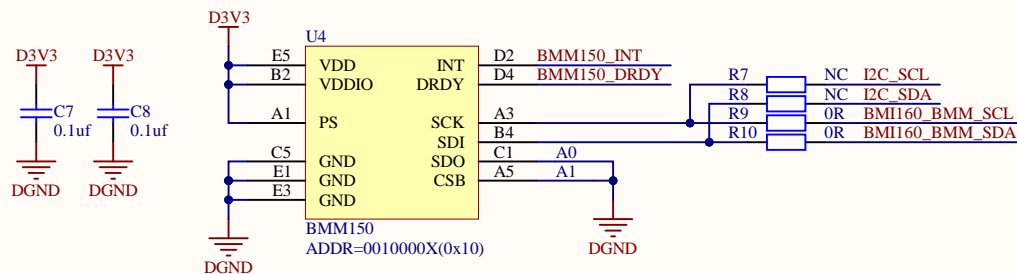 D3V3
D3V3
C7
0.1uf
C8
0.1uf
DGND
DGND
D3V3
U4
E5 VDD
B2 VDDIO
A1 PS
C5 GND
E1 GND
E3 GND
INT D2 BMM150_INT
DRDY D4 BMM150_DRDY
SCK A3
SDI B4
SDO C1 A0
CSB A5 A1
BMM150
ADDR=0010000X(0x10)
DGND
DGND
R7 NC I2C_SCL
R8 NC I2C_SDA
R9 0R BMI160_BMM_SCL
R10 0R BMI160_BMM_SDA